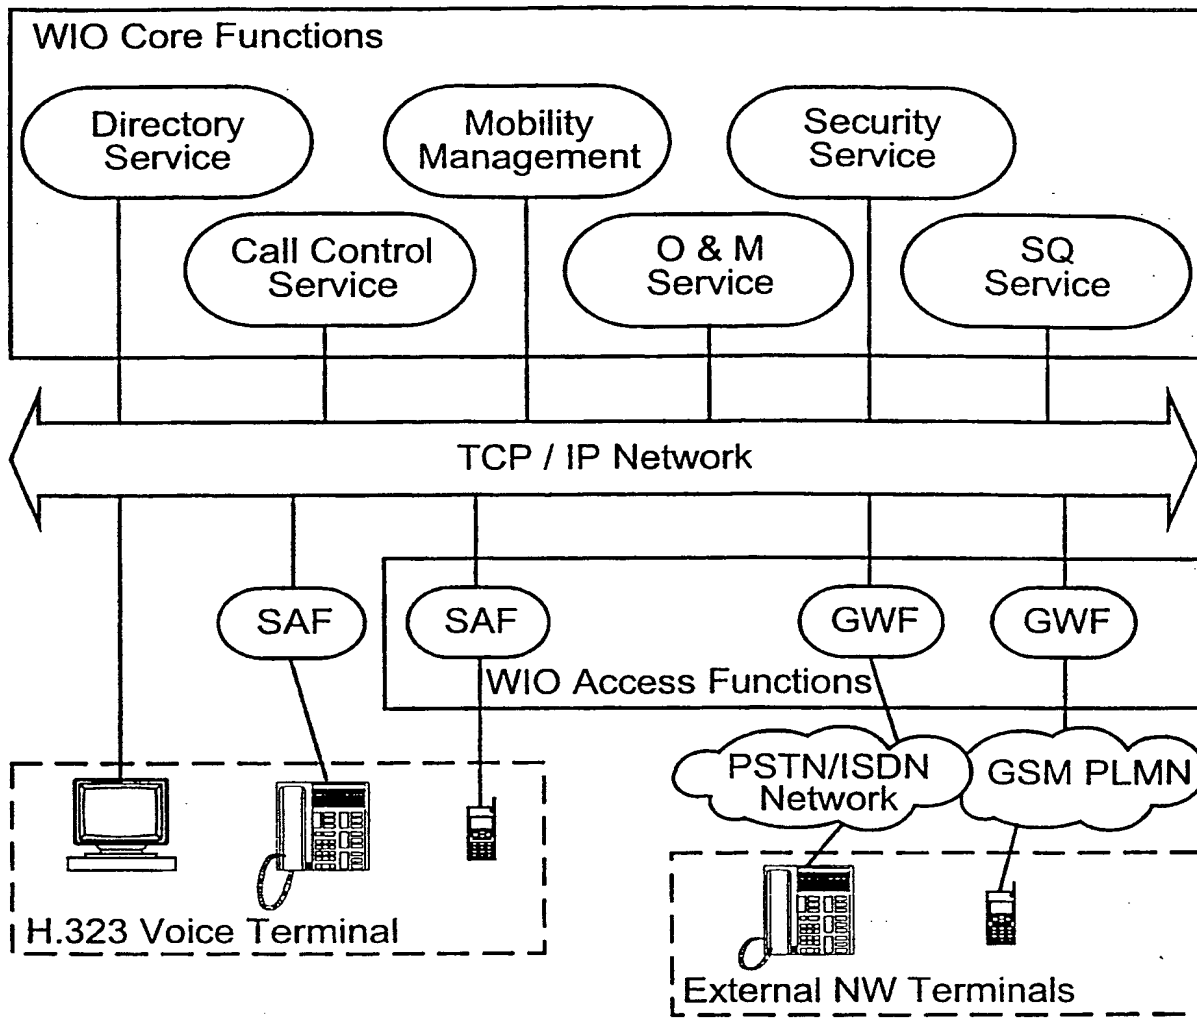 WIO Core Functions
Directory
Service
Mobility
Management
Security
Service
Call Control
Service
O & M
Service
SQ
Service
TCP / IP Network
SAF
SAF
GWF
GWF
WIO Access Functions
PSTN/ISDN
Network
GSM PLMN
H.323 Voice Terminal
External NW Terminals